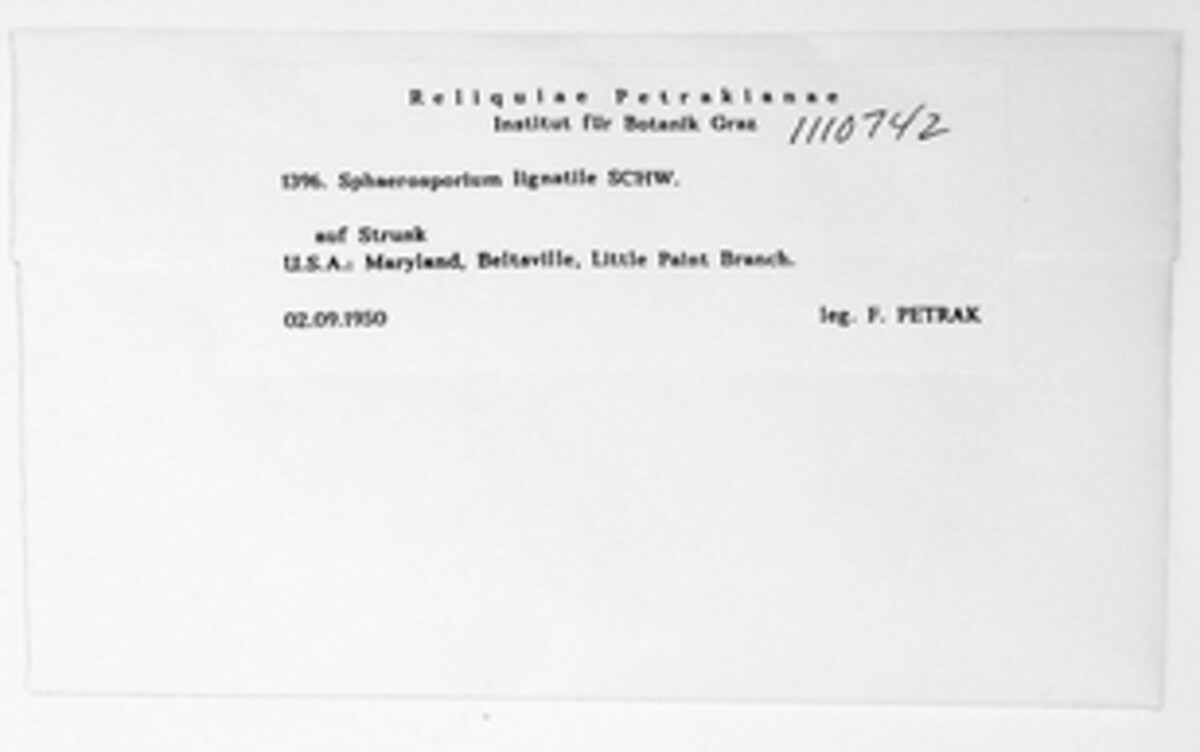 Reliquiae Petrakianae
Institut für Botanik Graz 1110742
1396. Sphaerosporium lignatile SCHW.
auf Strunk
U.S.A.: Maryland, Beltsville, Little Paint Branch.
02.09.1950 leg. F. PETRAK